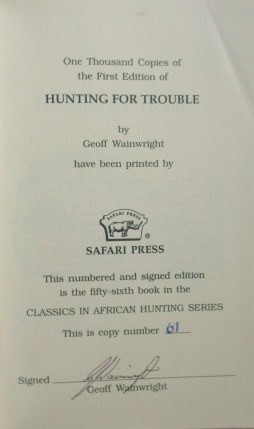 One Thousand Copies of
the First Edition of
HUNTING FOR TROUBLE
by
Geoff Wainwright
have been printed by
SAFARI PRESS
®
SAFARI PRESS
This numbered and signed edition
is the fifty-sixth book in the
CLASSICS IN AFRICAN HUNTING SERIES
This is copy number 61
Signed GWainwright
Geoff Wainwright